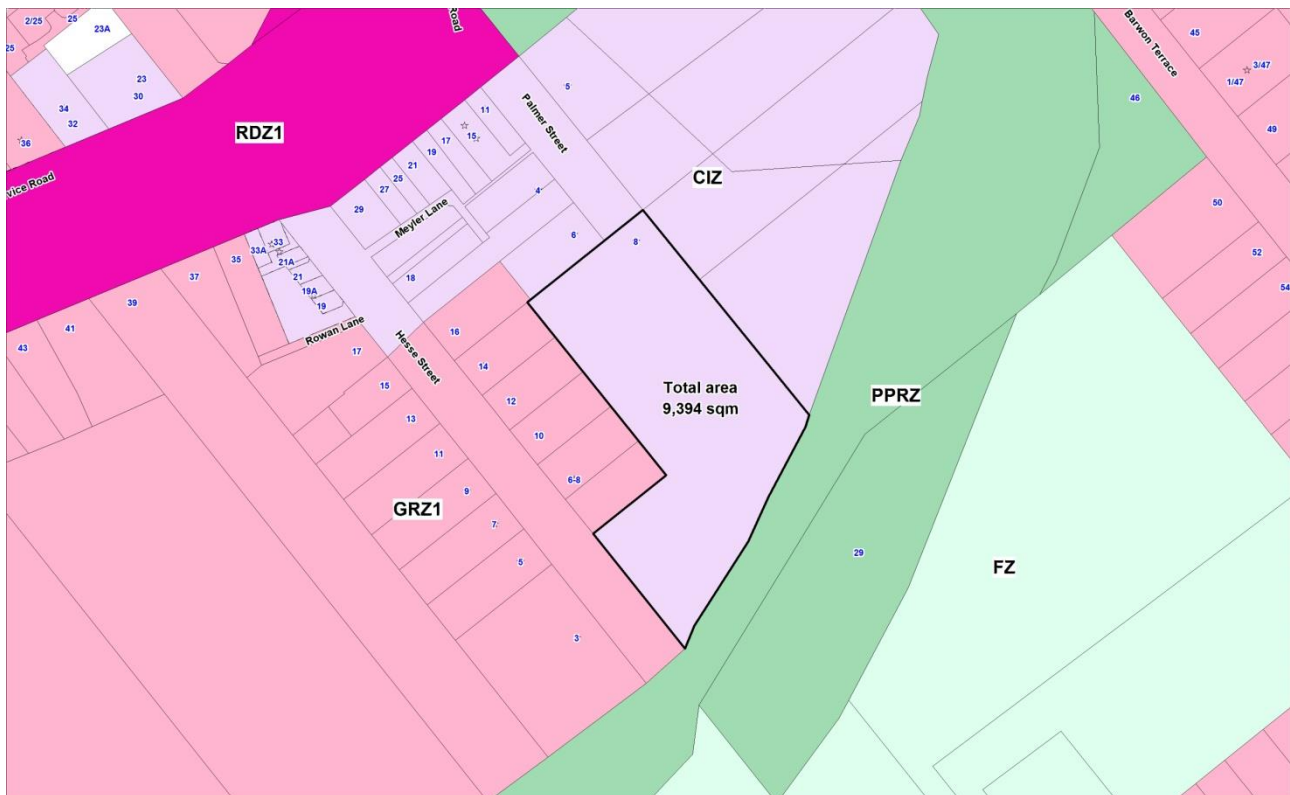 2/25
25
23A
25
23
30
34
32
36
RDZ1
Road
vice Road
5
Palmer Street
11
15
17
19
21
25
27
29
Meyler Lane
4
6
8
18
CIZ
Barwon Terrace
45
3/47
1/47
46
49
50
52
54
33
33A
21A
21
19A
19
35
37
39
41
43
Rowan Lane
Hesse Street
17
16
15
14
13
12
11
10
9
6-8
7
5
3
GRZ1
Total area
9,394 sqm
PPRZ
29
FZ